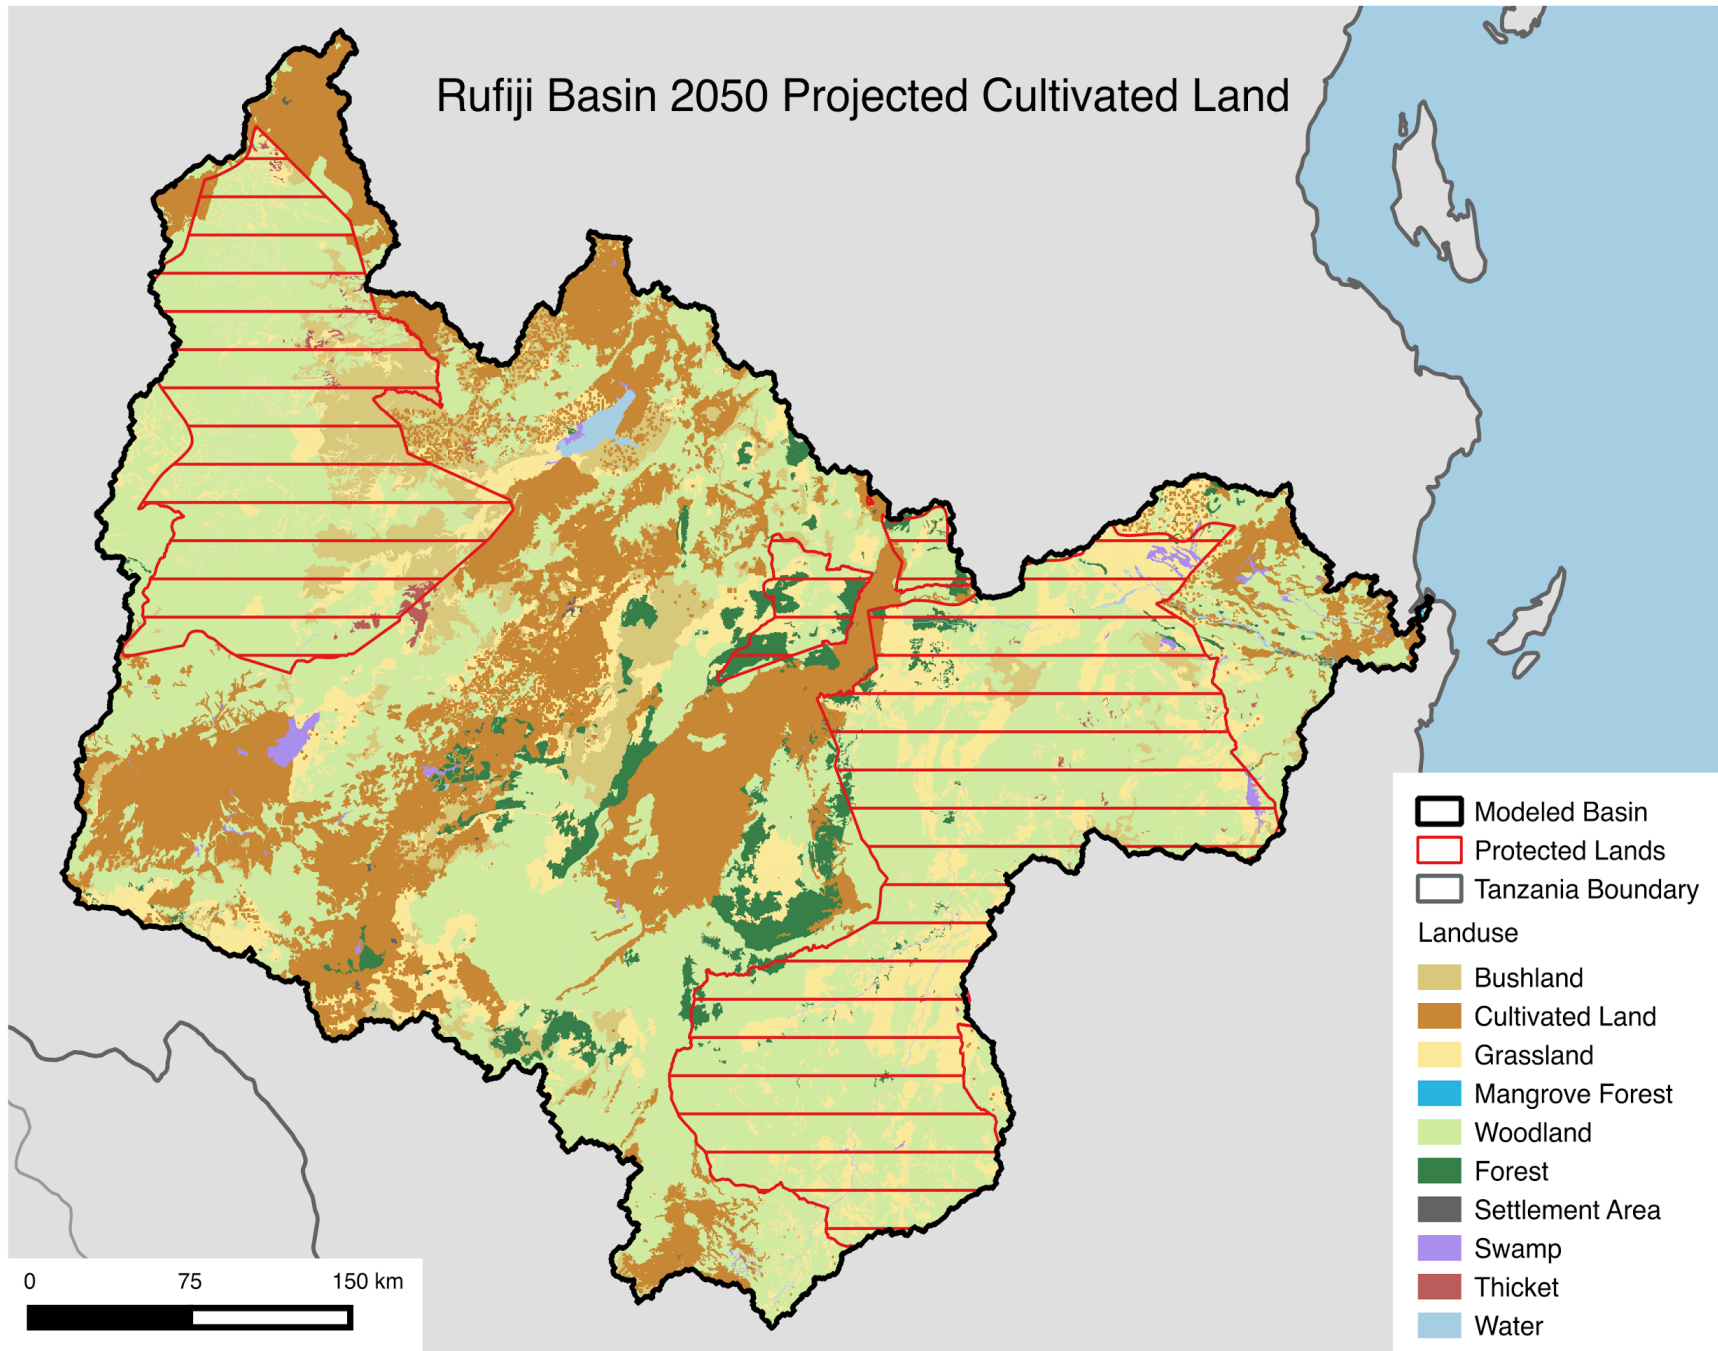 Rufiji Basin 2050 Projected Cultivated Land
Modeled Basin
Protected Lands
Tanzania Boundary
Landuse
Bushland
Cultivated Land
Grassland
Mangrove Forest
Woodland
Forest
Settlement Area
Swamp
Thicket
Water
0 75 150 km